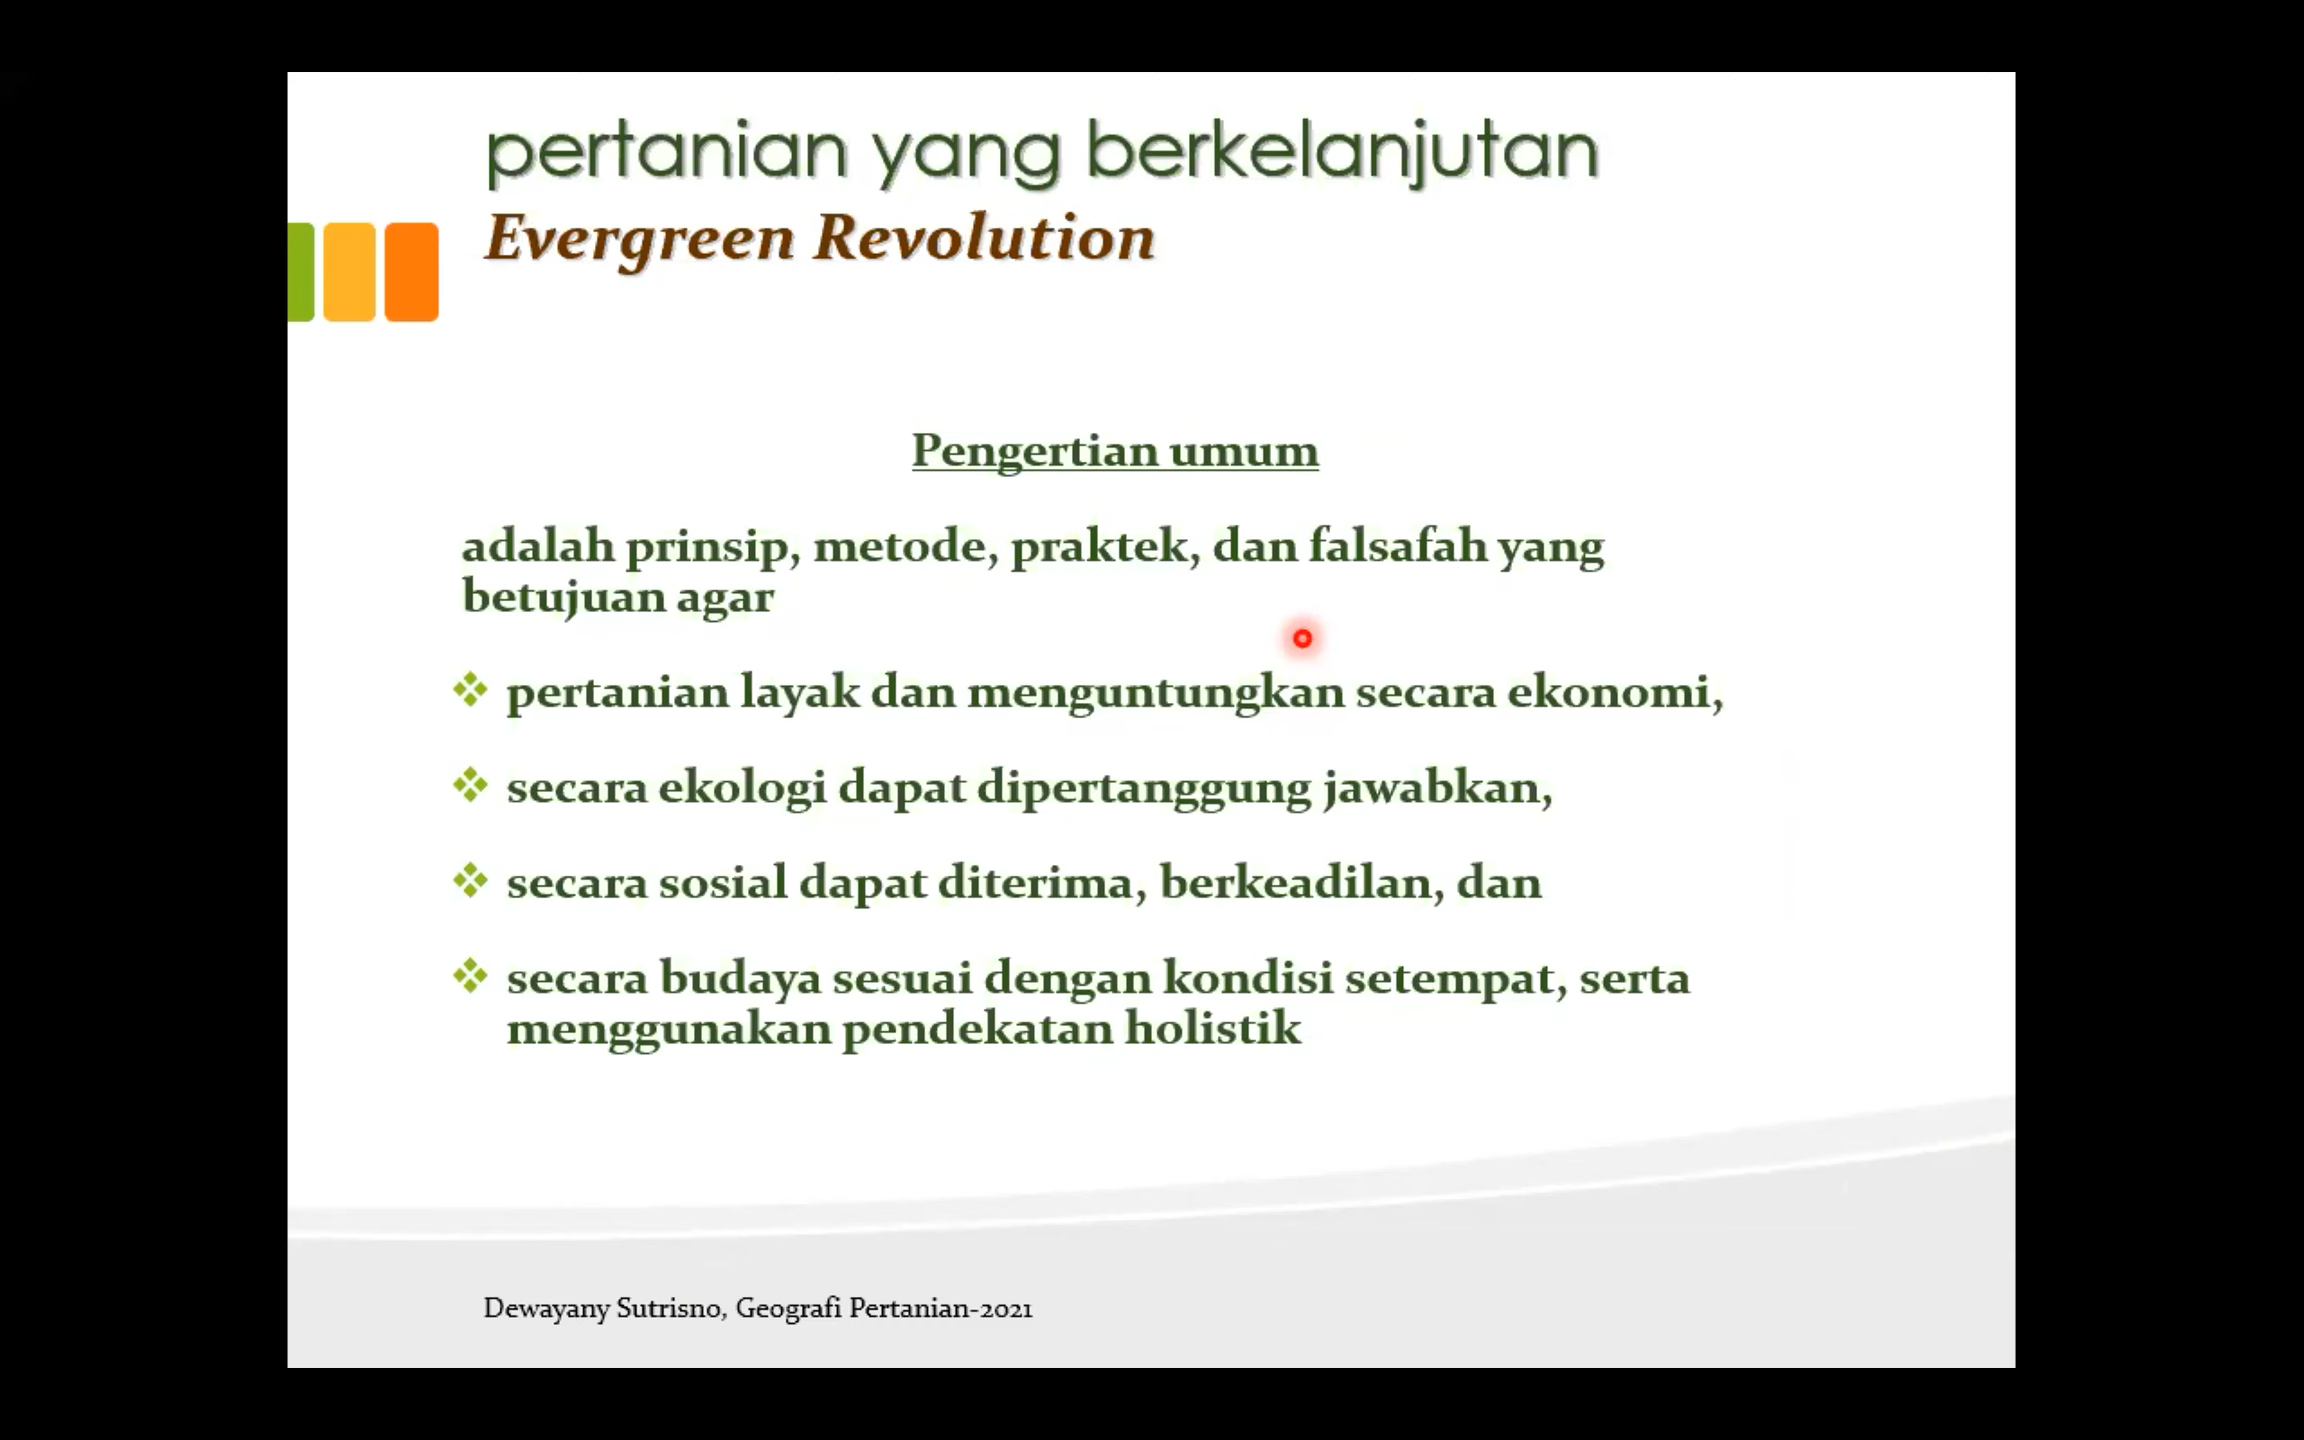 pertanian yang berkelanjutan
Evergreen Revolution
Pengertian umum
adalah prinsip, metode, praktek, dan falsafah yang
betujuan agar
pertanian layak dan menguntungkan secara ekonomi,
secara ekologi dapat dipertanggung jawabkan,
secara sosial dapat diterima, berkeadilan, dan
secara budaya sesuai dengan kondisi setempat, serta
menggunakan pendekatan holistik
Dewayany Sutrisno, Geografi Pertanian-2021